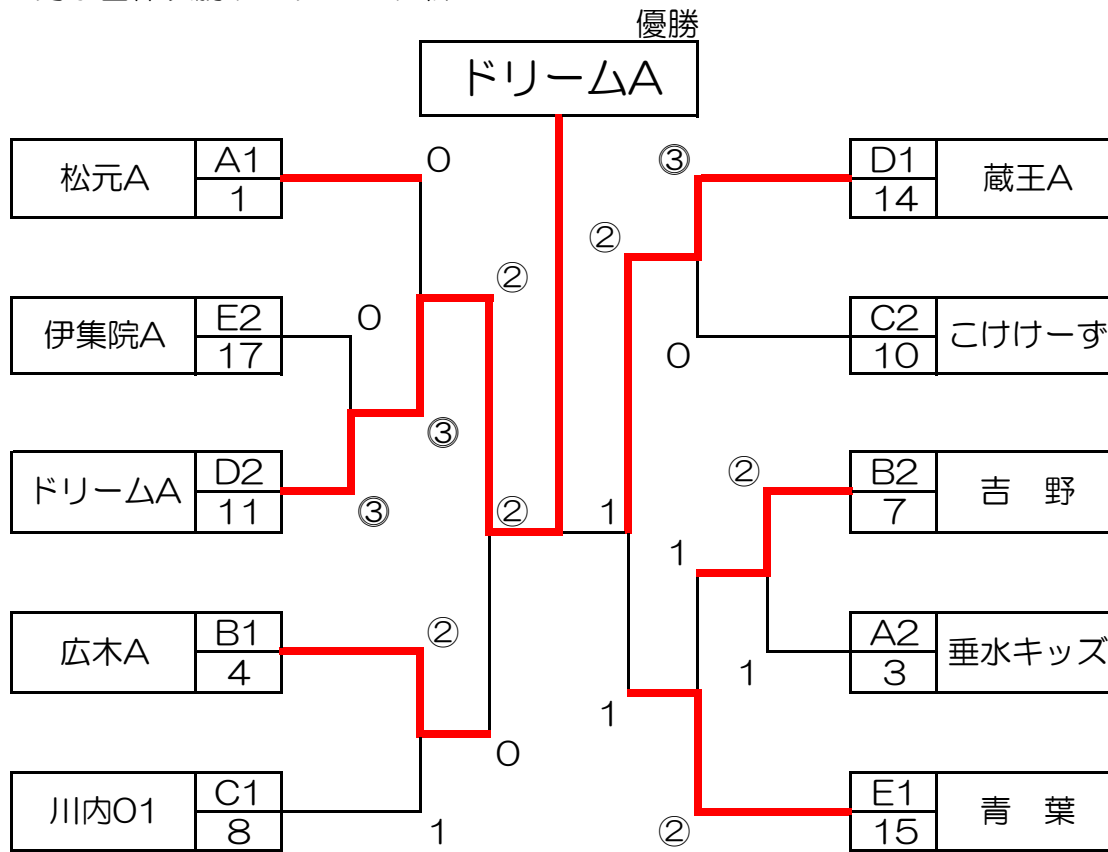 優勝
ドリームA
松元A
A1
1
0
③
D1
14
蔵王A
②
②
伊集院A
E2
17
0
0
C2
10
こけけーず
③
ドリームA
D2
11
③
②
1
②
B2
7
吉 野
1
広木A
B1
4
②
1
A2
3
垂水キッズ
0
1
川内01
C1
8
1
②
E1
15
青 葉